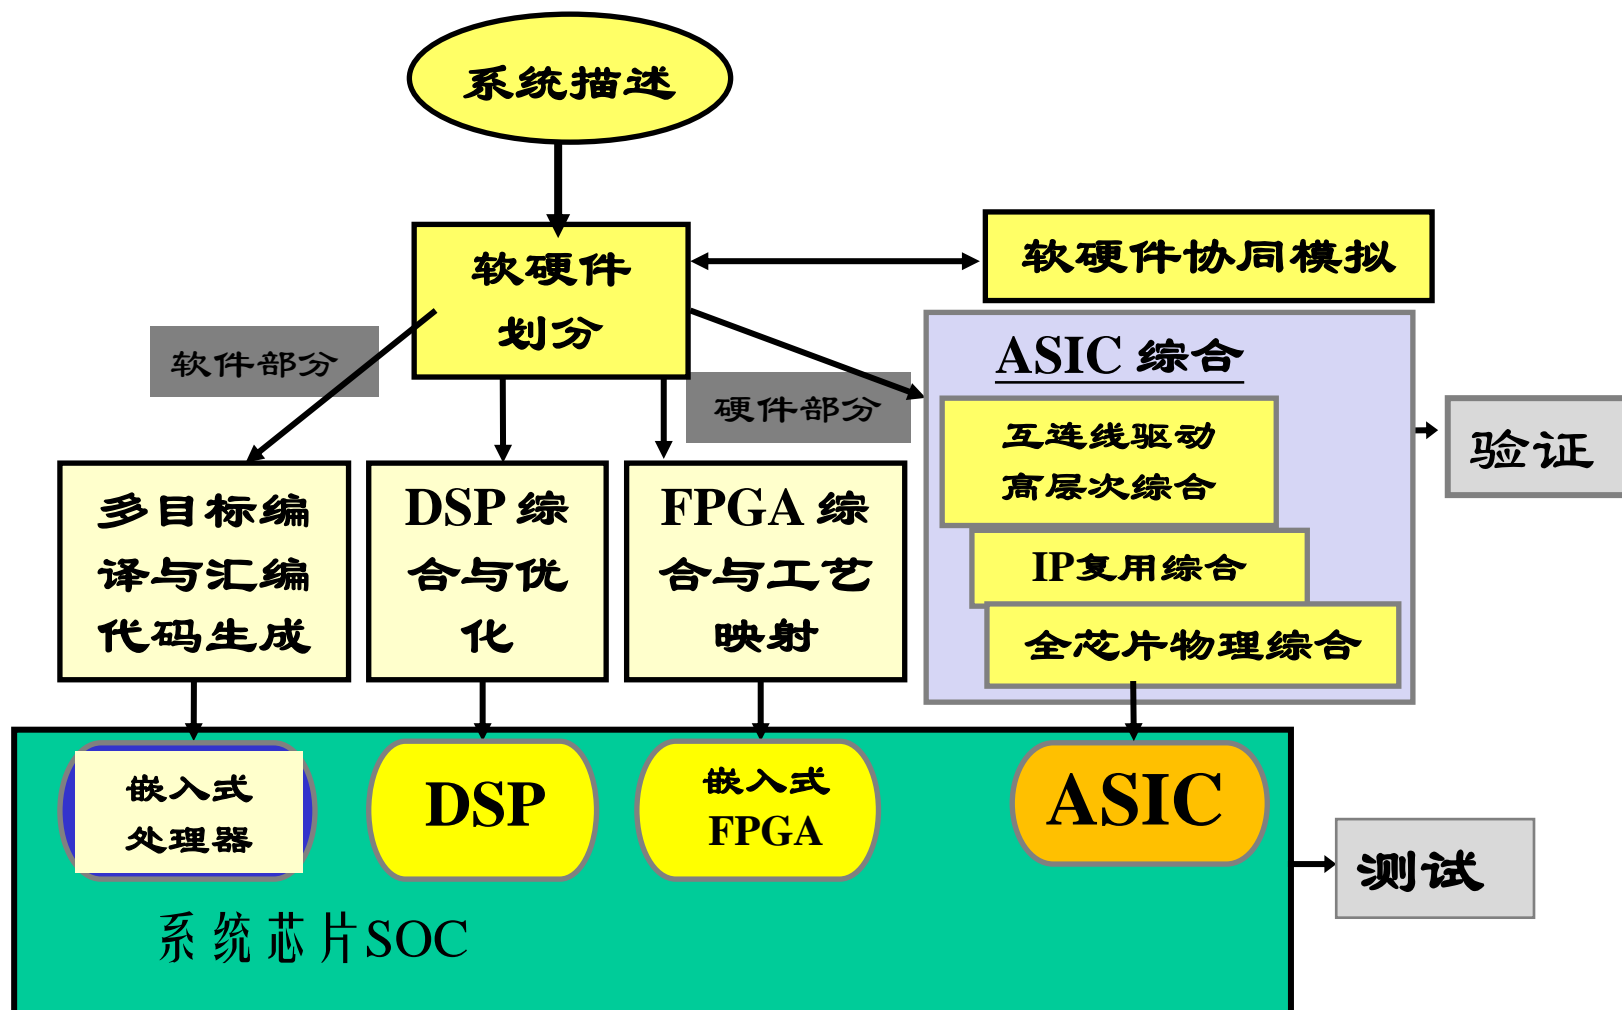 系统描述
软硬件
划分
软硬件协同模拟
软件部分
硬件部分
ASIC 综合
互连线驱动
高层次综合
IP复用综合
全芯片物理综合
验证
多目标编
译与汇编
代码生成
DSP 综
合与优
化
FPGA 综
合与工艺
映射
嵌入式
处理器
DSP
嵌入式
FPGA
ASIC
测试
系统芯片SOC